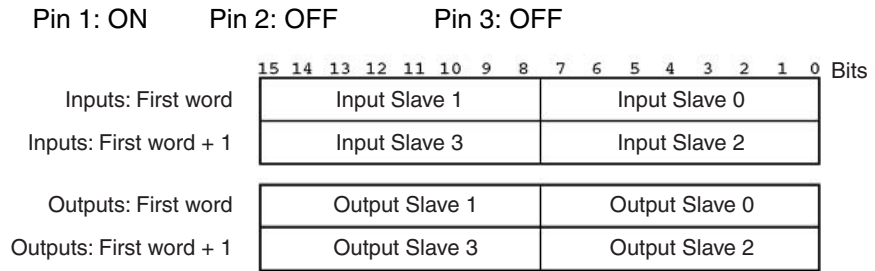 Pin 1: ON Pin 2: OFF Pin 3: OFF
15 14 13 12 11 10 9 8 7 6 5 4 3 2 1 0 Bits
Inputs: First word Input Slave 1 Input Slave 0
Inputs: First word + 1 Input Slave 3 Input Slave 2
Outputs: First word Output Slave 1 Output Slave 0
Outputs: First word + 1 Output Slave 3 Output Slave 2